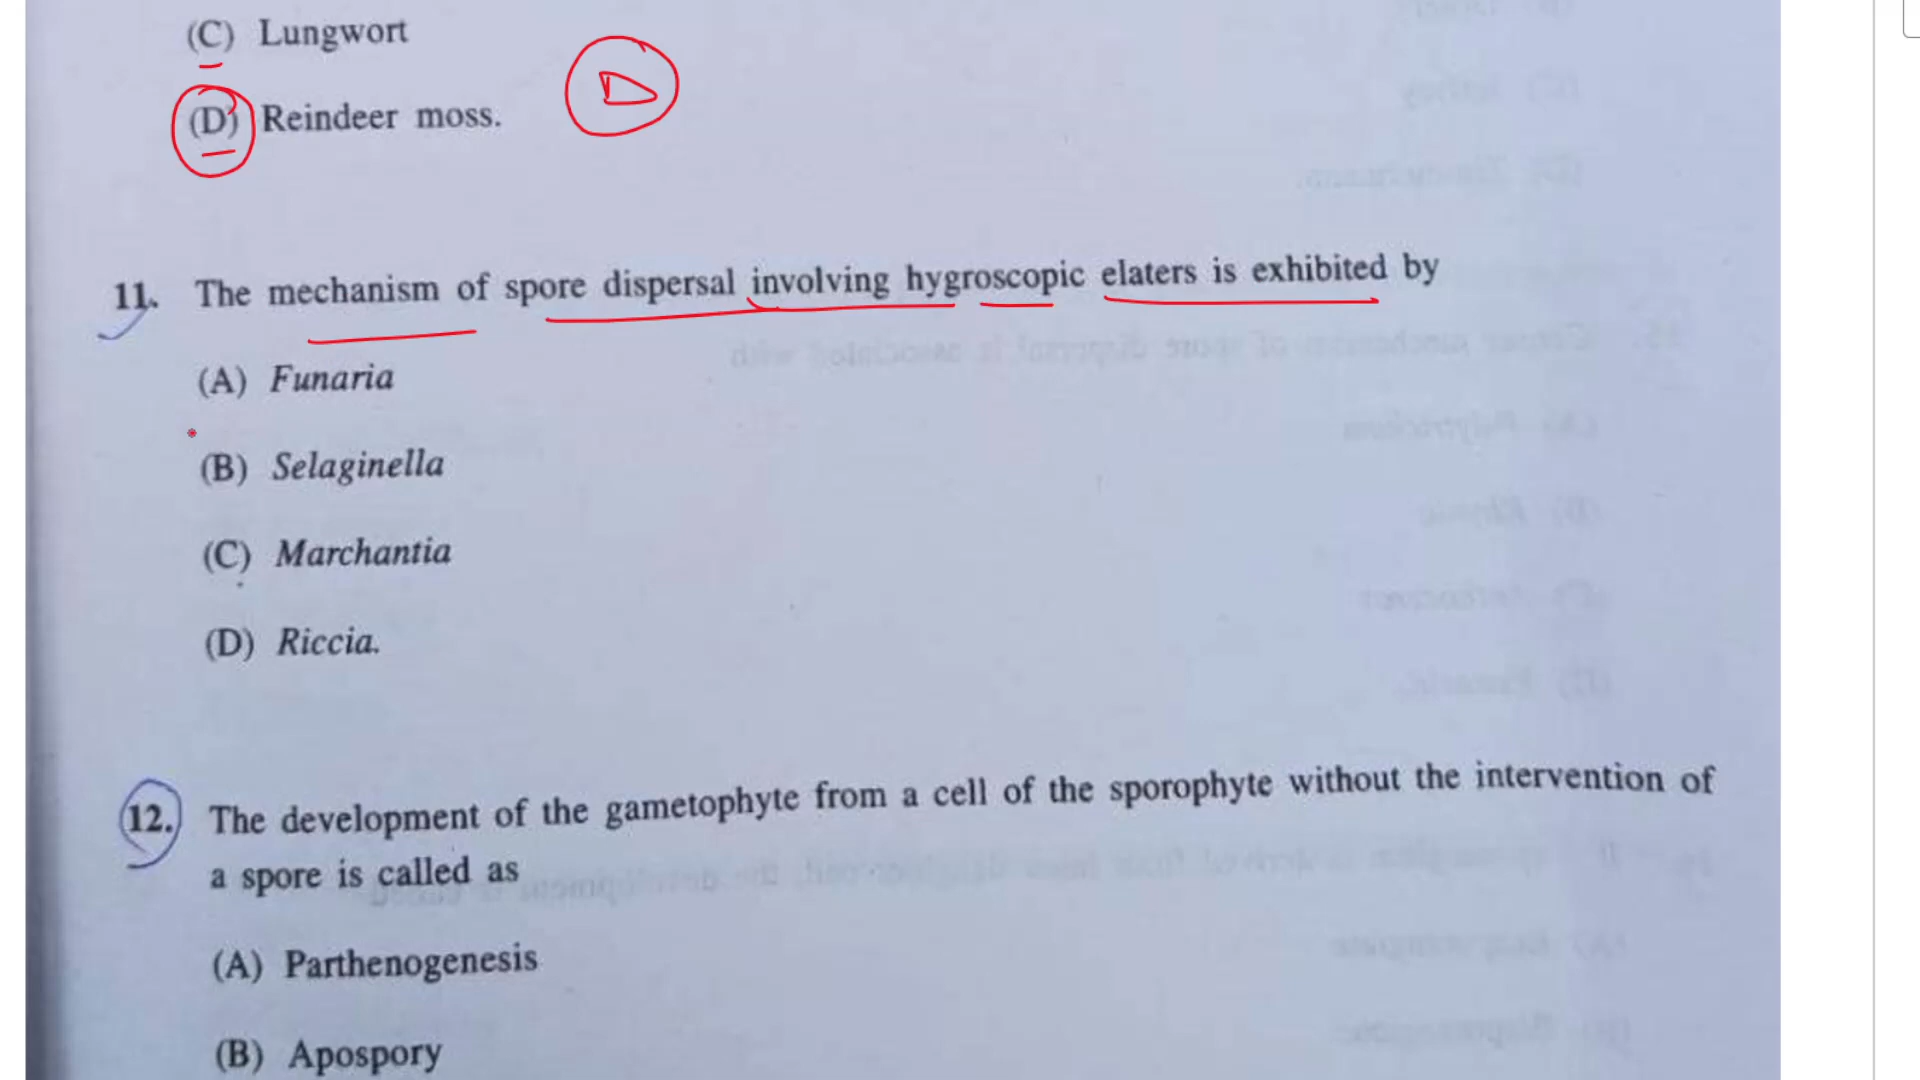 (C) Lungwort
(D) Reindeer moss.
D
11. The mechanism of spore dispersal involving hygroscopic elaters is exhibited by
(A) Funaria
(B) Selaginella
(C) Marchantia
(D) Riccia.
12. The development of the gametophyte from a cell of the sporophyte without the intervention of
a spore is called as
(A) Parthenogenesis
(B) Apospory